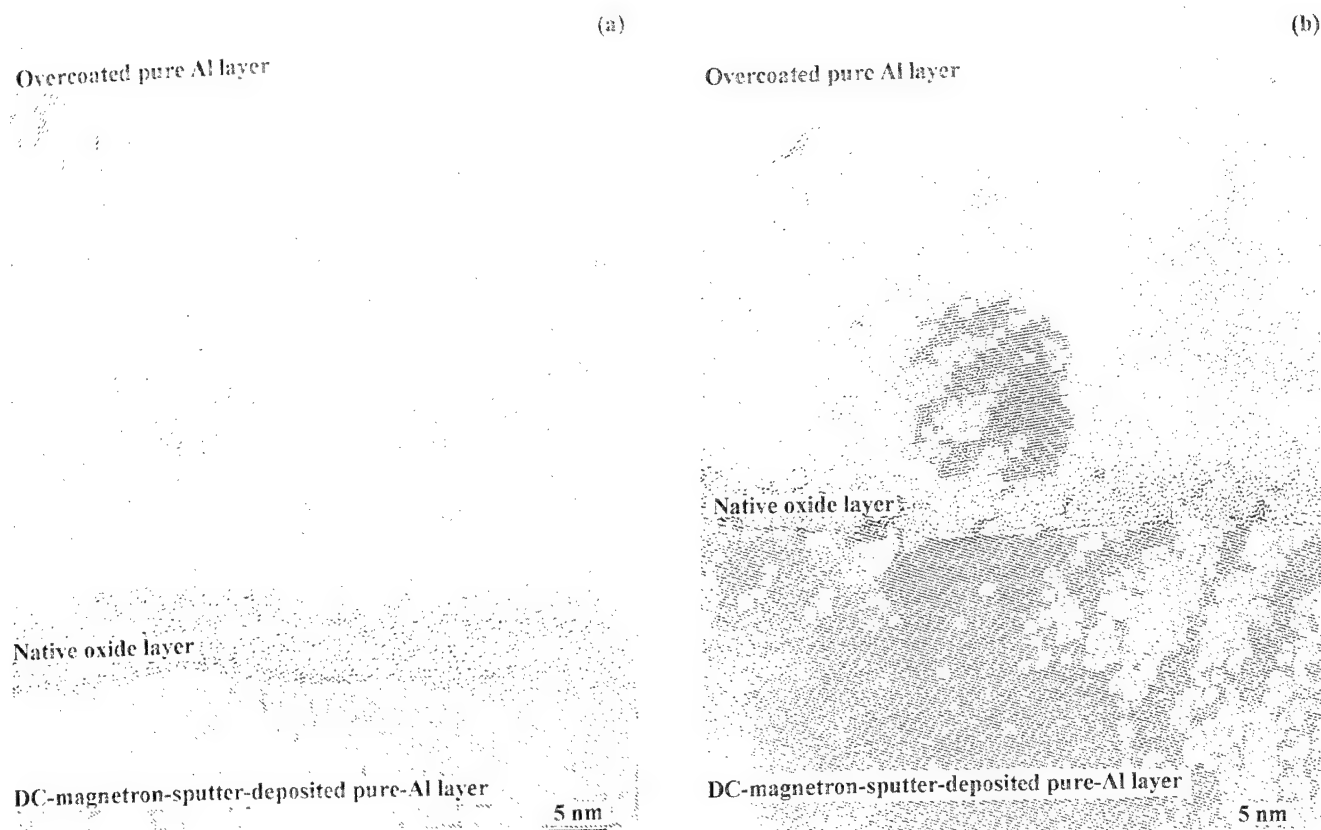 (a)
Overcoated pure Al layer
Native oxide layer
DC-magnetron-sputter-deposited pure-Al layer
5 nm
(b)
Overcoated pure Al layer
Native oxide layer
DC-magnetron-sputter-deposited pure-Al layer
5 nm